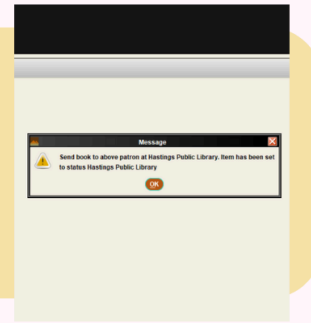 Message
Send book to above patron at Hastings Public Library. Item has been set
to status Hastings Public Library
OK